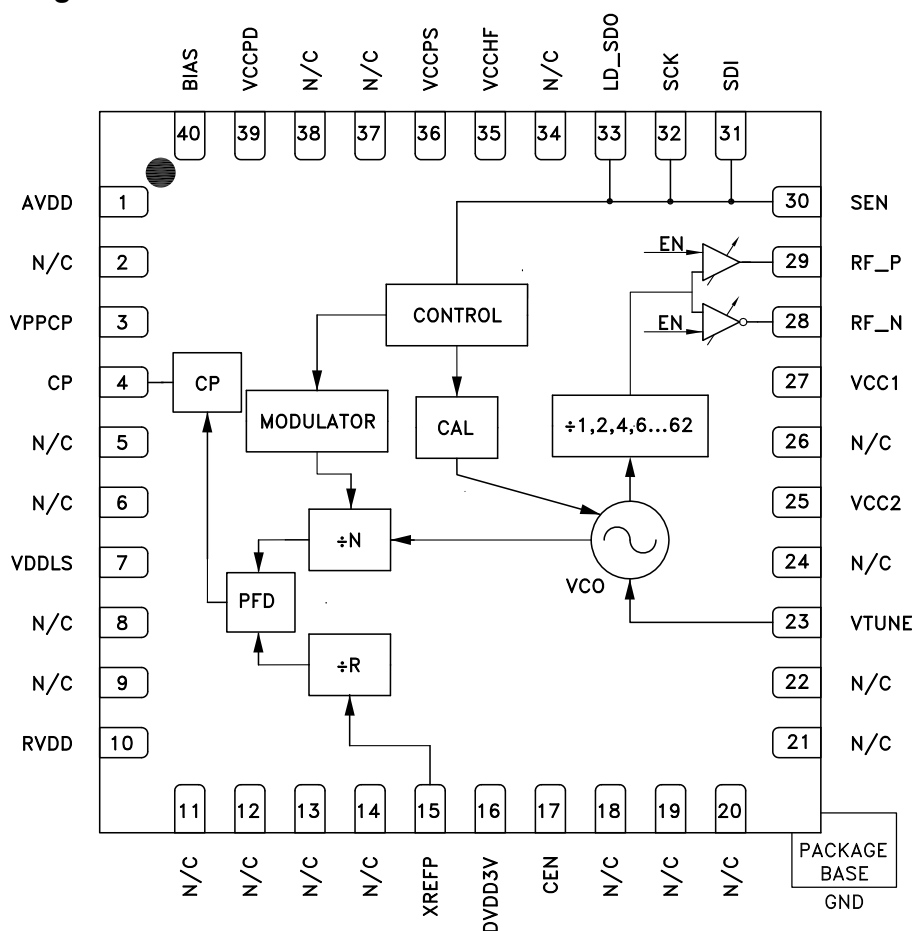 BIAS
VCCPD
N/C
N/C
VCCPS
VCCHF
N/C
LD_SDO
SCK
SDI
40
39
38
37
36
35
34
33
32
31
AVDD 1
30 SEN
N/C 2
EN
29 RF_P
VPPCP 3
CONTROL
EN
28 RF_N
CP 4
CP
27 VCC1
MODULATOR
CAL
÷1,2,4,6...62
N/C 5
26 N/C
N/C 6
25 VCC2
÷N
VDDLS 7
24 N/C
VCO
PFD
N/C 8
23 VTUNE
÷R
N/C 9
22 N/C
RVDD 10
21 N/C
11
12
13
14
15
16
17
18
19
20
N/C
N/C
N/C
N/C
XREFP
DVDD3V
CEN
N/C
N/C
N/C
PACKAGE
BASE
GND